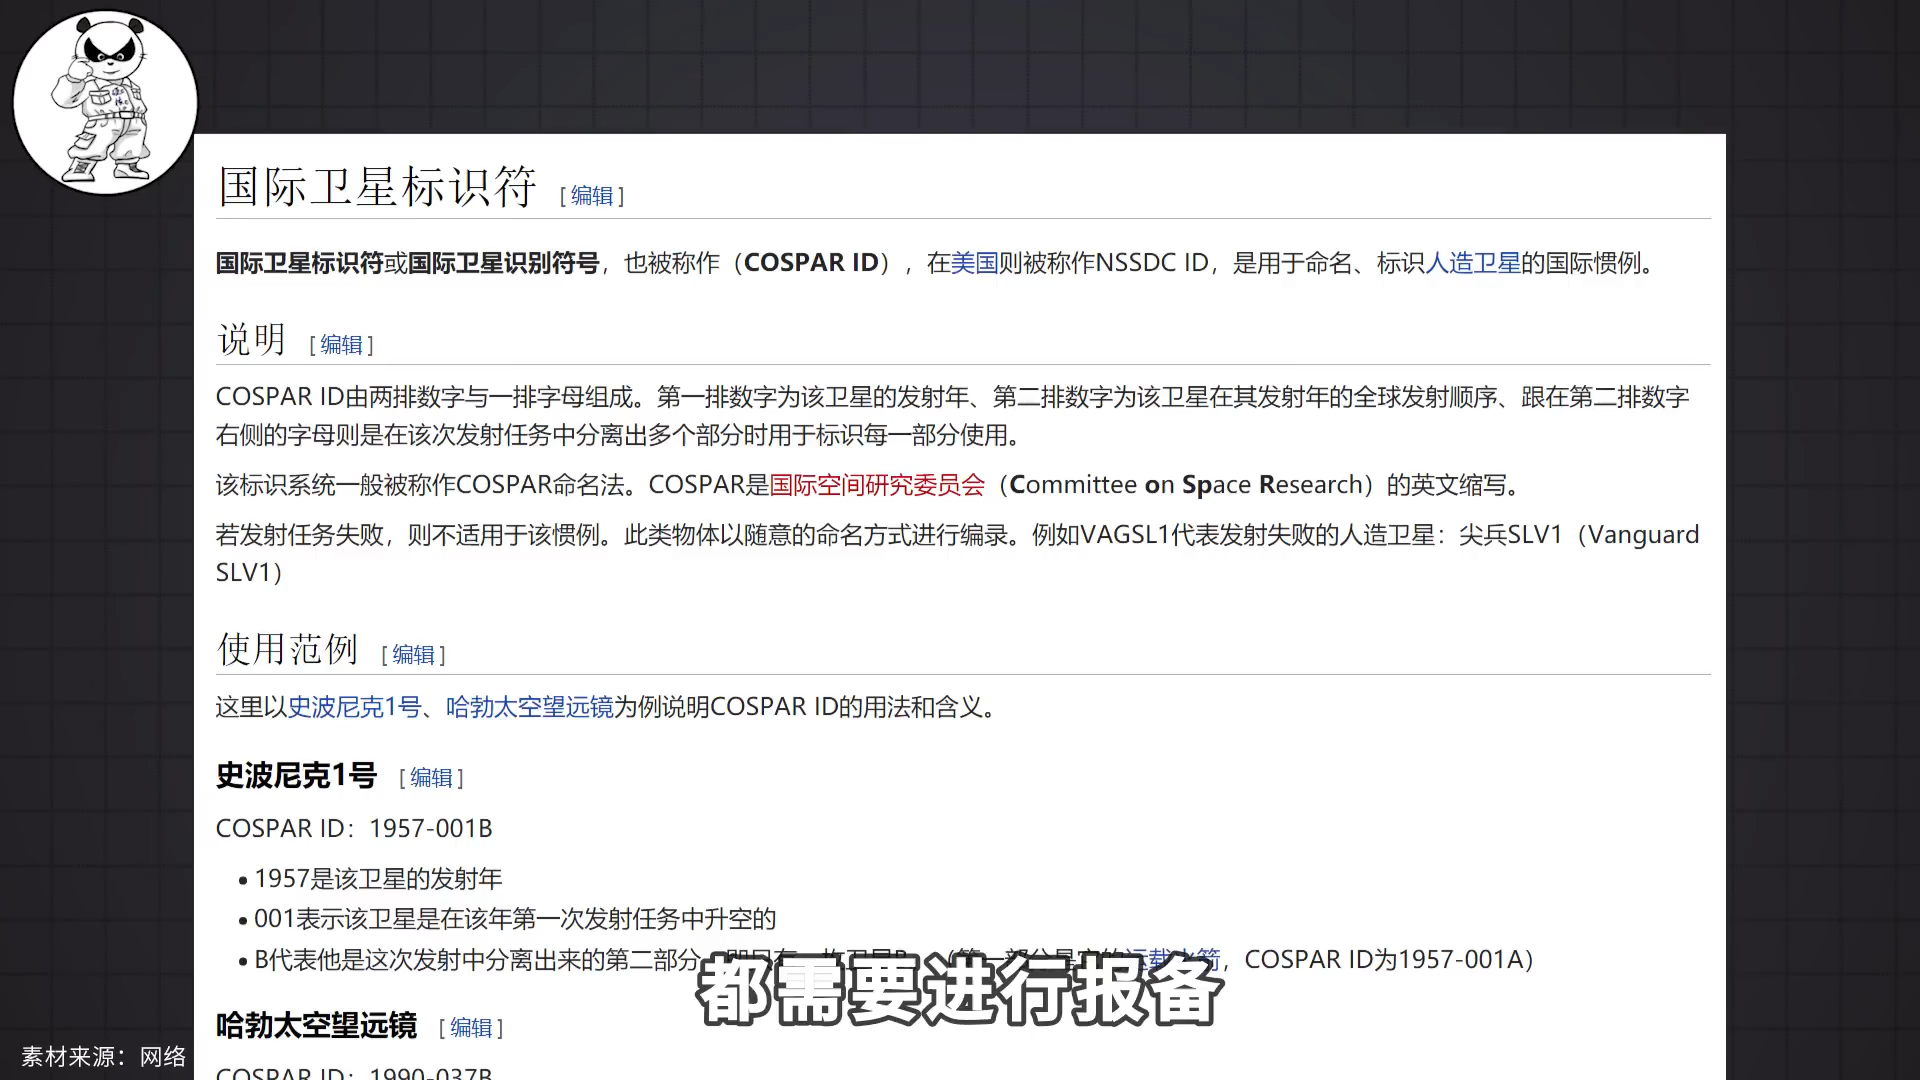 国际卫星标识符 [编辑]
国际卫星标识符或国际卫星识别符号，也被称作（COSPAR ID），在美国则被称作NSSDC ID，是用于命名、标识人造卫星的国际惯例。
说明 [编辑]
COSPAR ID由两排数字与一排字母组成。第一排数字为该卫星的发射年、第二排数字为该卫星在其发射年的全球发射顺序、跟在第二排数字
右侧的字母则是在该次发射任务中分离出多个部分时用于标识每一部分使用。
该标识系统一般被称作COSPAR命名法。COSPAR是国际空间研究委员会（Committee on Space Research）的英文缩写。
若发射任务失败，则不适用于该惯例。此类物体以随意的命名方式进行编录。例如VAGSL1代表发射失败的人造卫星：尖兵SLV1（Vanguard
SLV1）
使用范例 [编辑]
这里以史波尼克1号、哈勃太空望远镜为例说明COSPAR ID的用法和含义。
史波尼克1号 [编辑]
COSPAR ID：1957-001B
1957是该卫星的发射年
001表示该卫星是在该年第一次发射任务中升空的
B代表他是这次发射中分离出来的第二部分，COSPAR ID为1957-001A）
都需要进行报备
哈勃太空望远镜 [编辑]
COSPAR ID：1990-037B
素材来源：网络